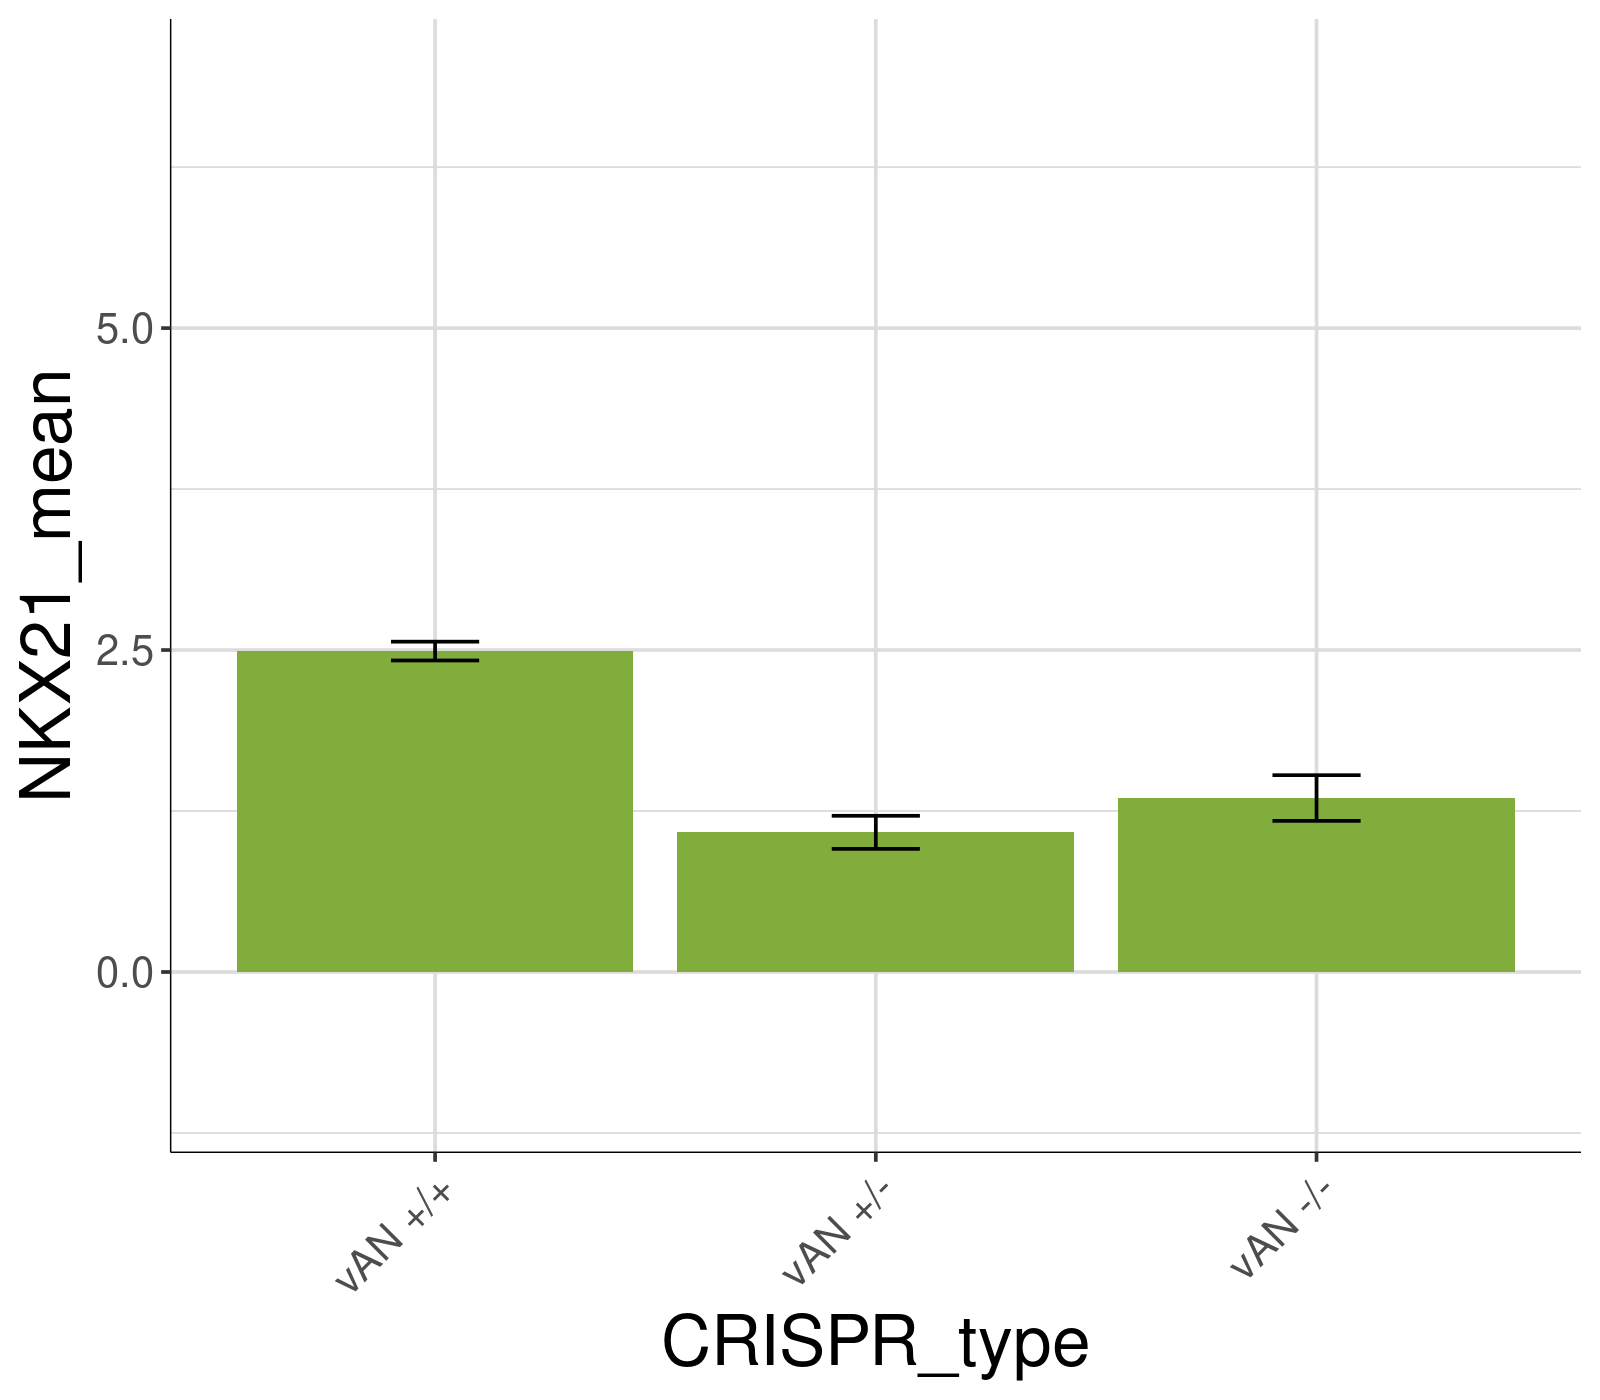 NKX21_mean
5.0
2.5
0.0
vAN +/+
vAN +/-
vAN -/-
CRISPR_type